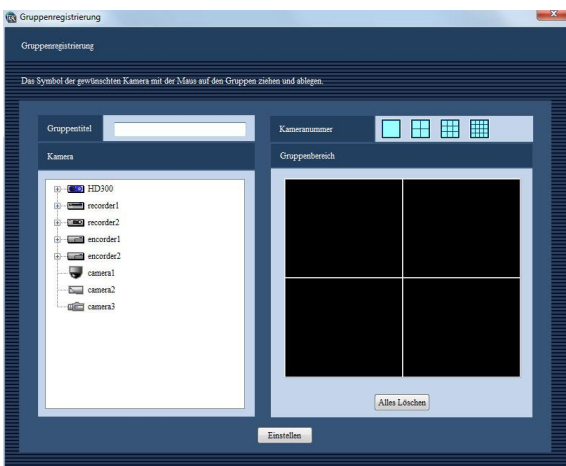 Gruppenregistrierung
Gruppenregistrierung
Das Symbol der gewünschten Kamera mit der Maus auf den Gruppen ziehen und ablegen.
Gruppentitel
Kameranummer
Kamera
Gruppenbereich
HD300
recorder1
recorder2
encorder1
encorder2
camera1
camera2
camera3
Alles Löschen
Einstellen